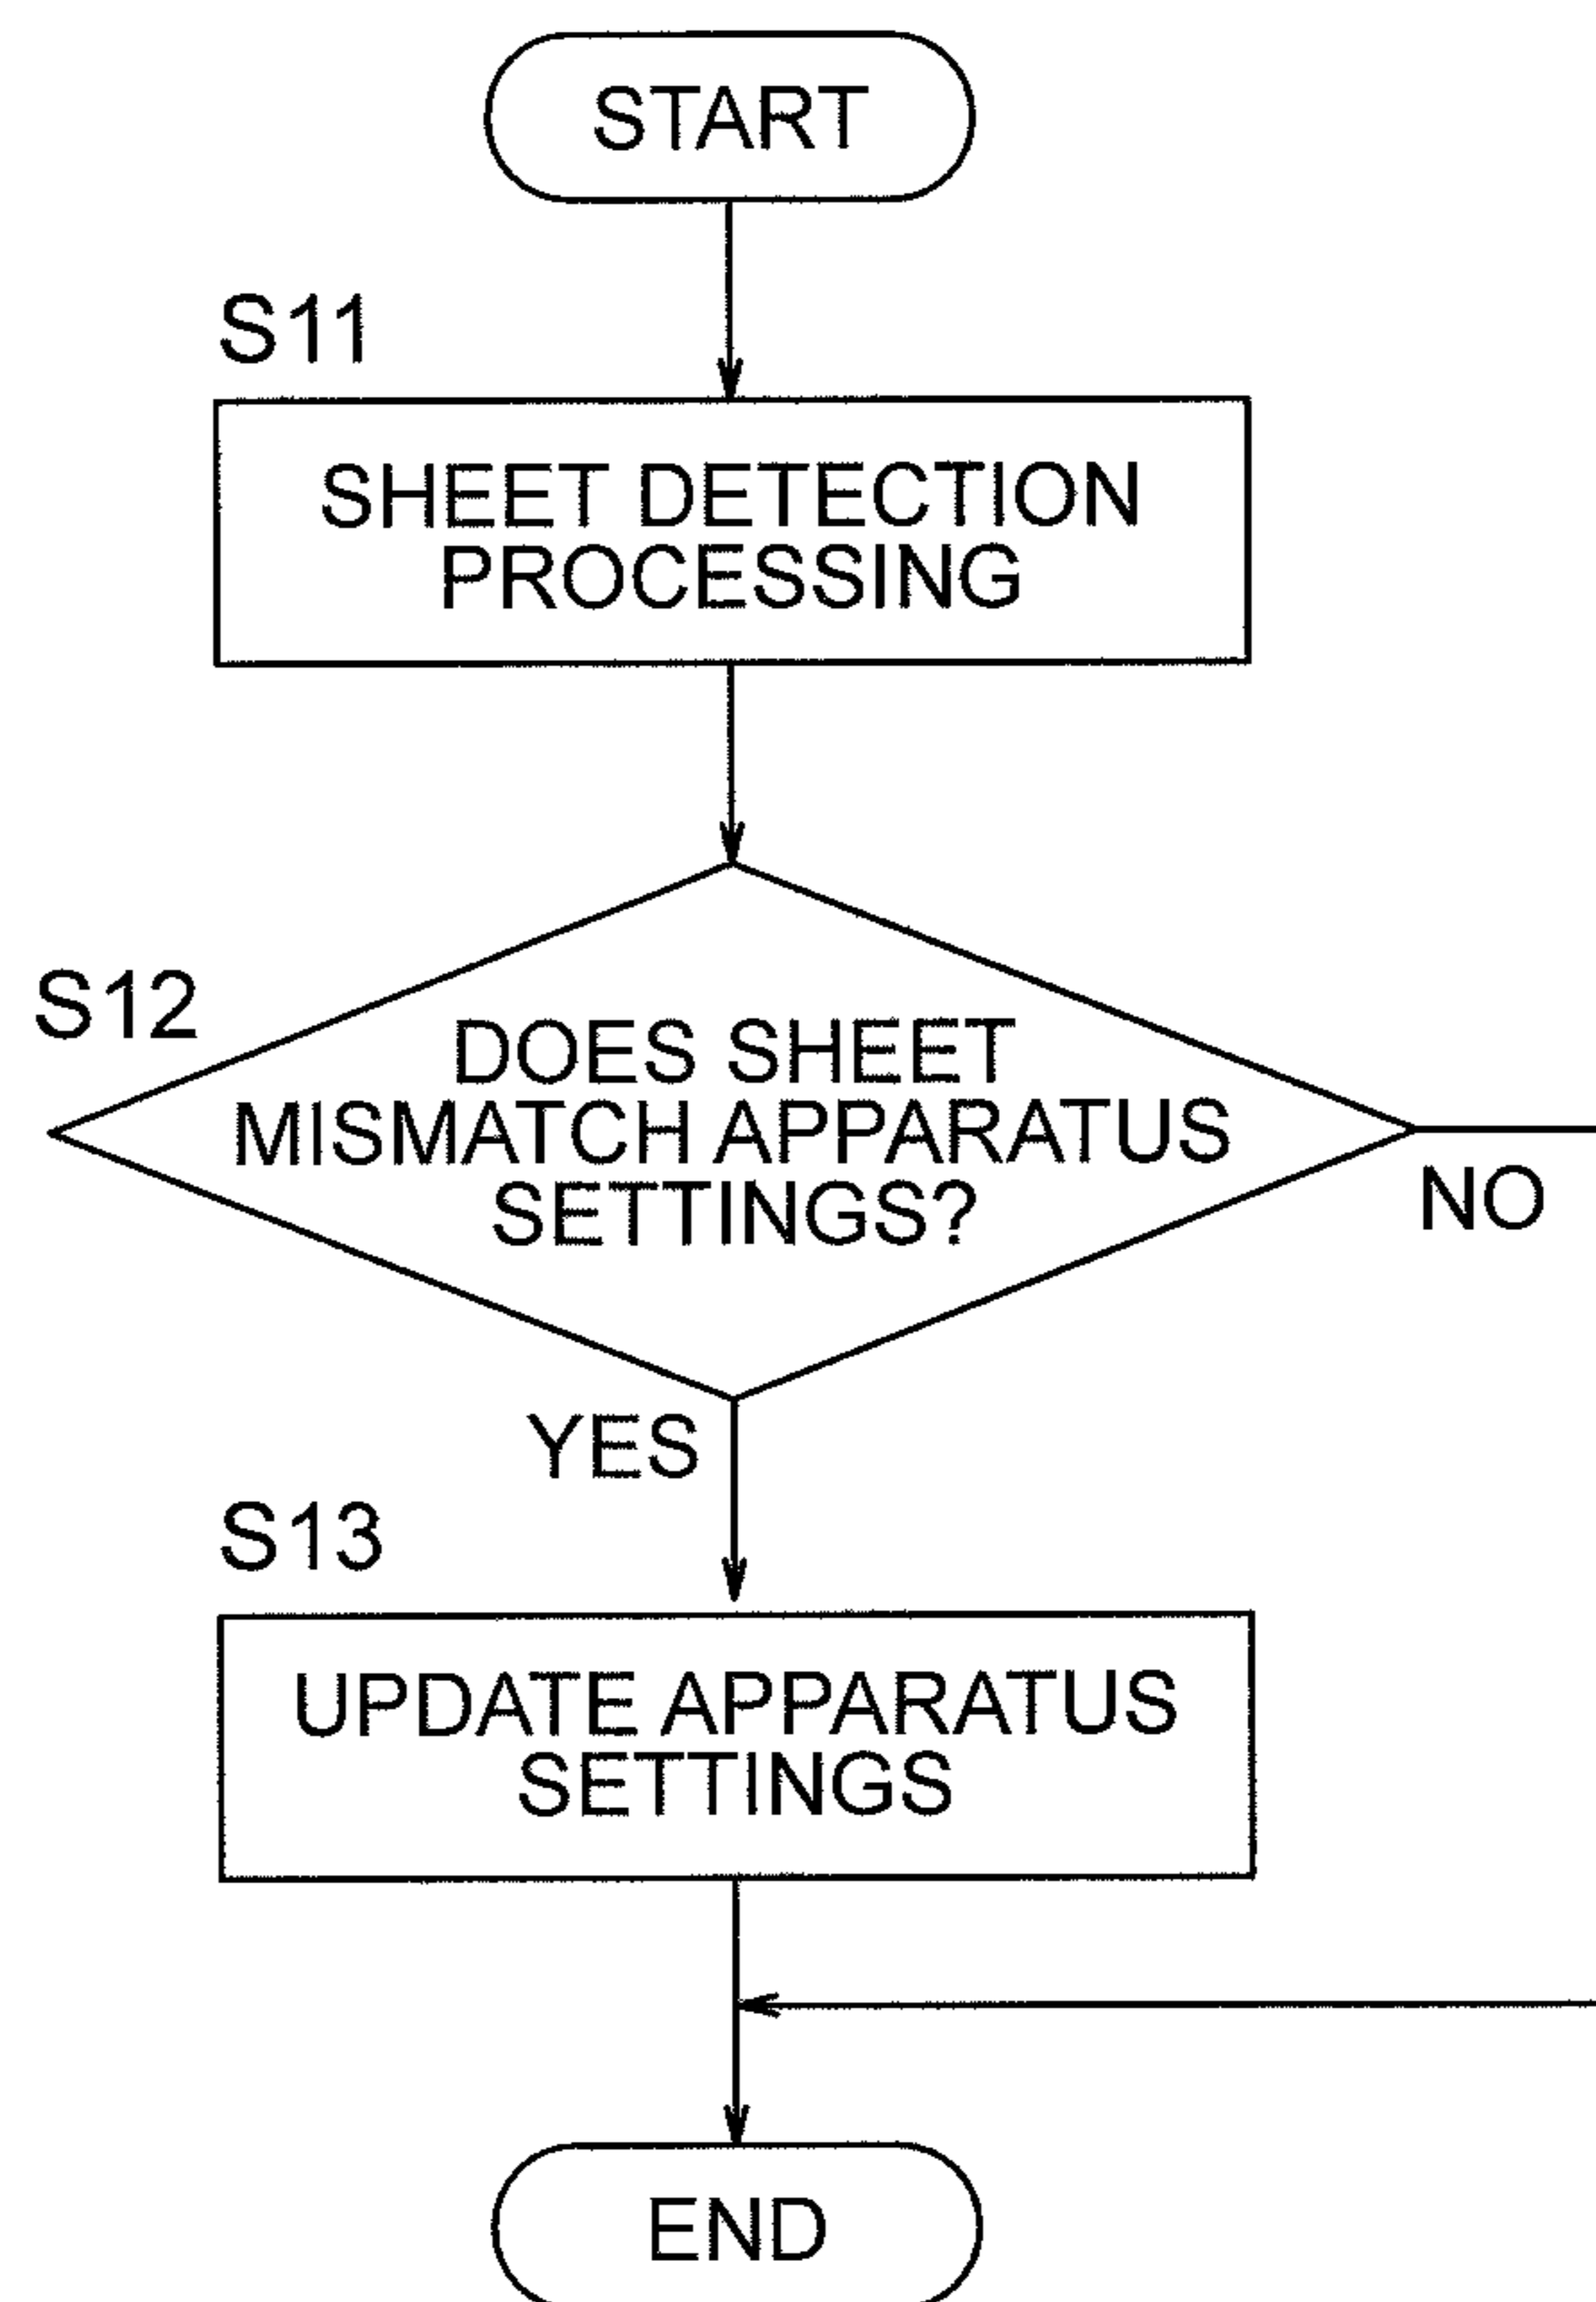 START
S11
SHEET DETECTION
PROCESSING
S12
DOES SHEET
MISMATCH APPARATUS
SETTINGS?
NO
YES
S13
UPDATE APPARATUS
SETTINGS
END